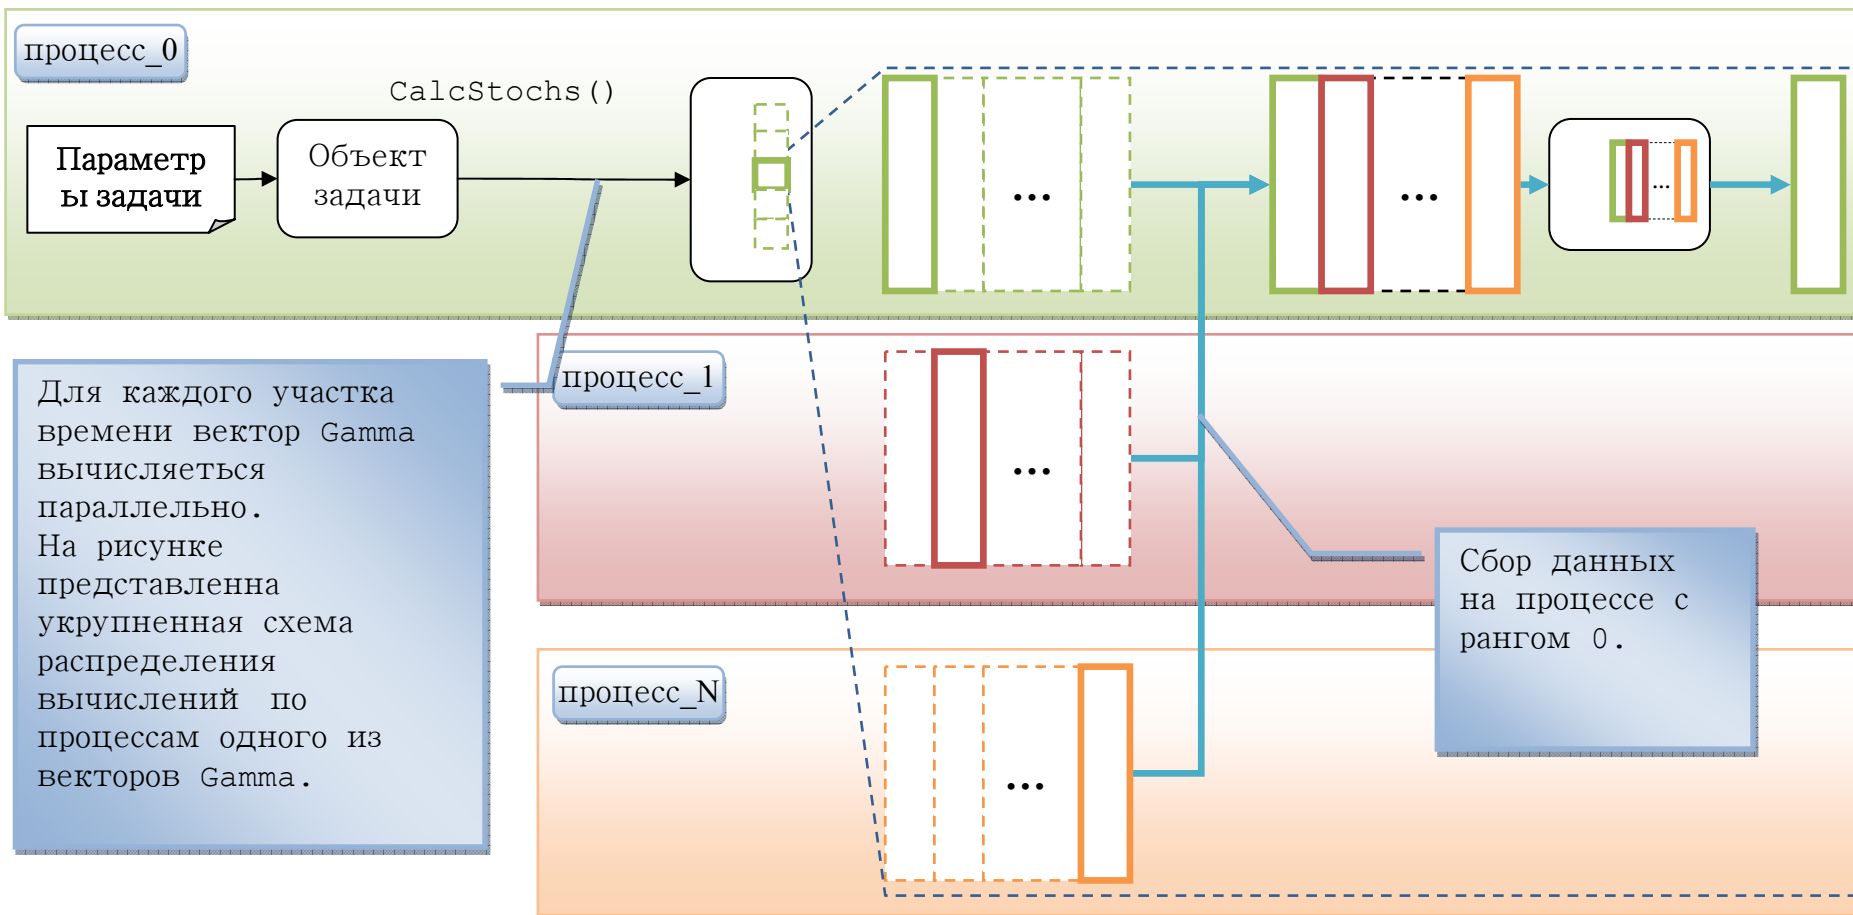 процесс_0
CalcStochs()
Параметр
ы задачи
Объект
задачи
...
...
...
процесс_1
...
Для каждого участка
времени вектор Gamma
вычисляеться
параллельно.
На рисунке
представленна
укрупненная схема
распределения
вычислений по
процессам одного из
векторов Gamma.
Сбор данных
на процессе с
рангом 0.
процесс_N
...